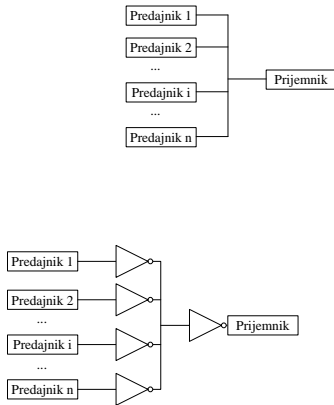 Predajnik 1
Predajnik 2
...
Prijemnik
Predajnik i
...
Predajnik n
Predajnik 1
Predajnik 2
...
Prijemnik
Predajnik i
...
Predajnik n